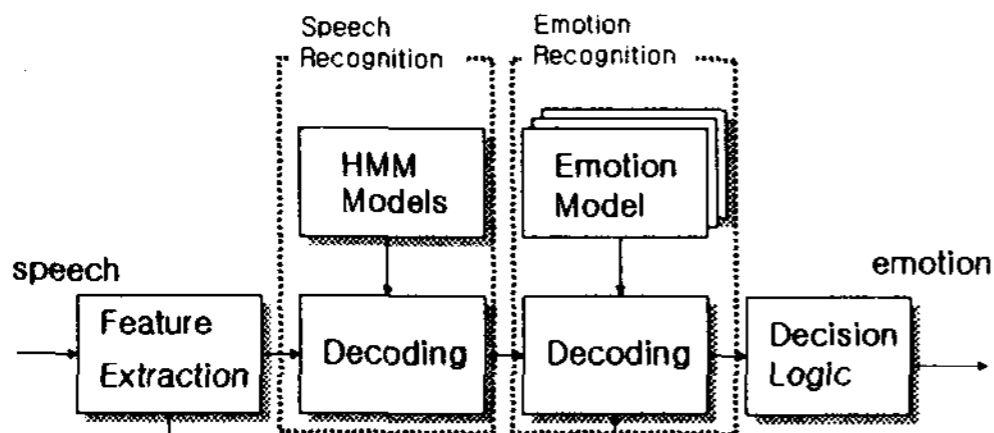 Speech
Recognition
Emotion
Recognition
HMM
Models
Emotion
Model
speech
emotion
Feature
Extraction
Decoding
Decoding
Decision
Logic